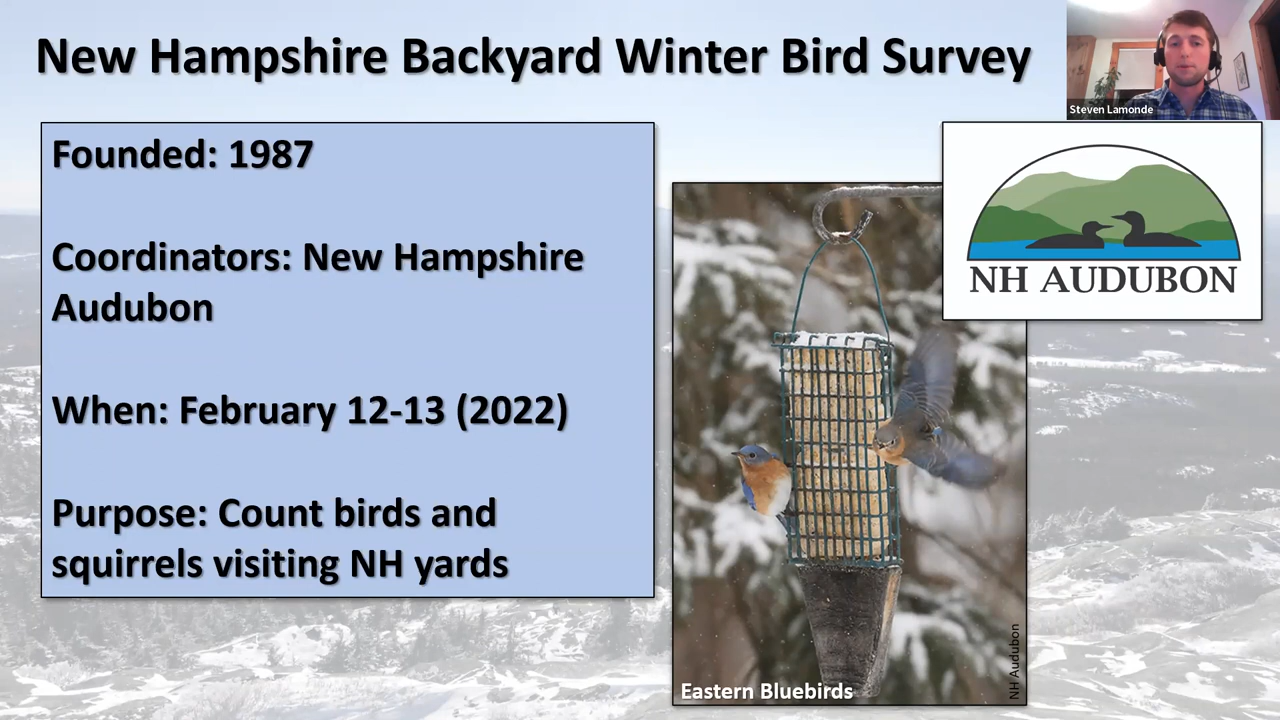 New Hampshire Backyard Winter Bird Survey
Steven Lamonde
Founded: 1987
Coordinators: New Hampshire
Audubon
When: February 12-13 (2022)
Purpose: Count birds and
squirrels visiting NH yards
NH AUDUBON
Eastern Bluebirds
NH Audubon